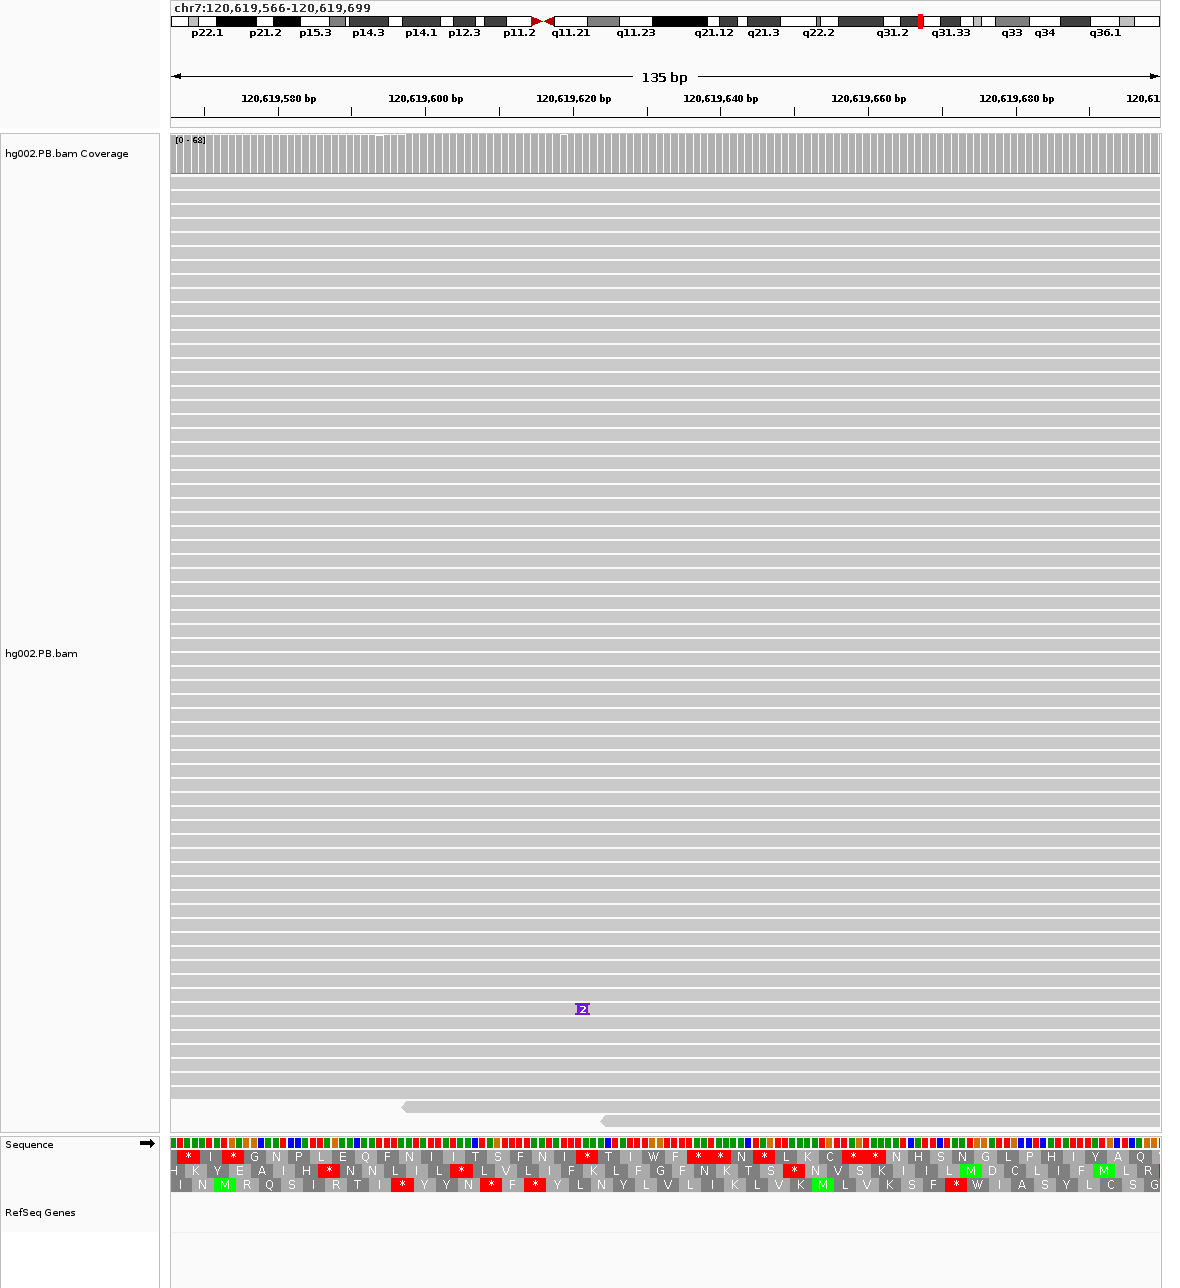 chr7:120,619,566-120,619,699
p22.1 p21.2 p15.3 p14.3 p14.1 p12.3 p11.2 q11.21 q11.23 q21.12 q21.3 q22.2 q31.2 q31.33 q33 q34 q36.1
135 bp
120,619,580 bp 120,619,600 bp 120,619,620 bp 120,619,640 bp 120,619,660 bp 120,619,680 bp 120,61
[0 - 68]
hg002.PB.bam Coverage
hg002.PB.bam
2
Sequence
* I * G N P L E Q F N I I T S F N I * T I W F * * N * L K C * * N H S N G L P H I Y A Q
H K Y E A I H * N N L I L * L V L I F K L F G F N K T S * N V S K I I L M D C L I F M L R
I N M R Q S I R T I * Y Y N * F * Y L N Y L V L I K L V K M L V K S F * W I A S Y L C S G
RefSeq Genes